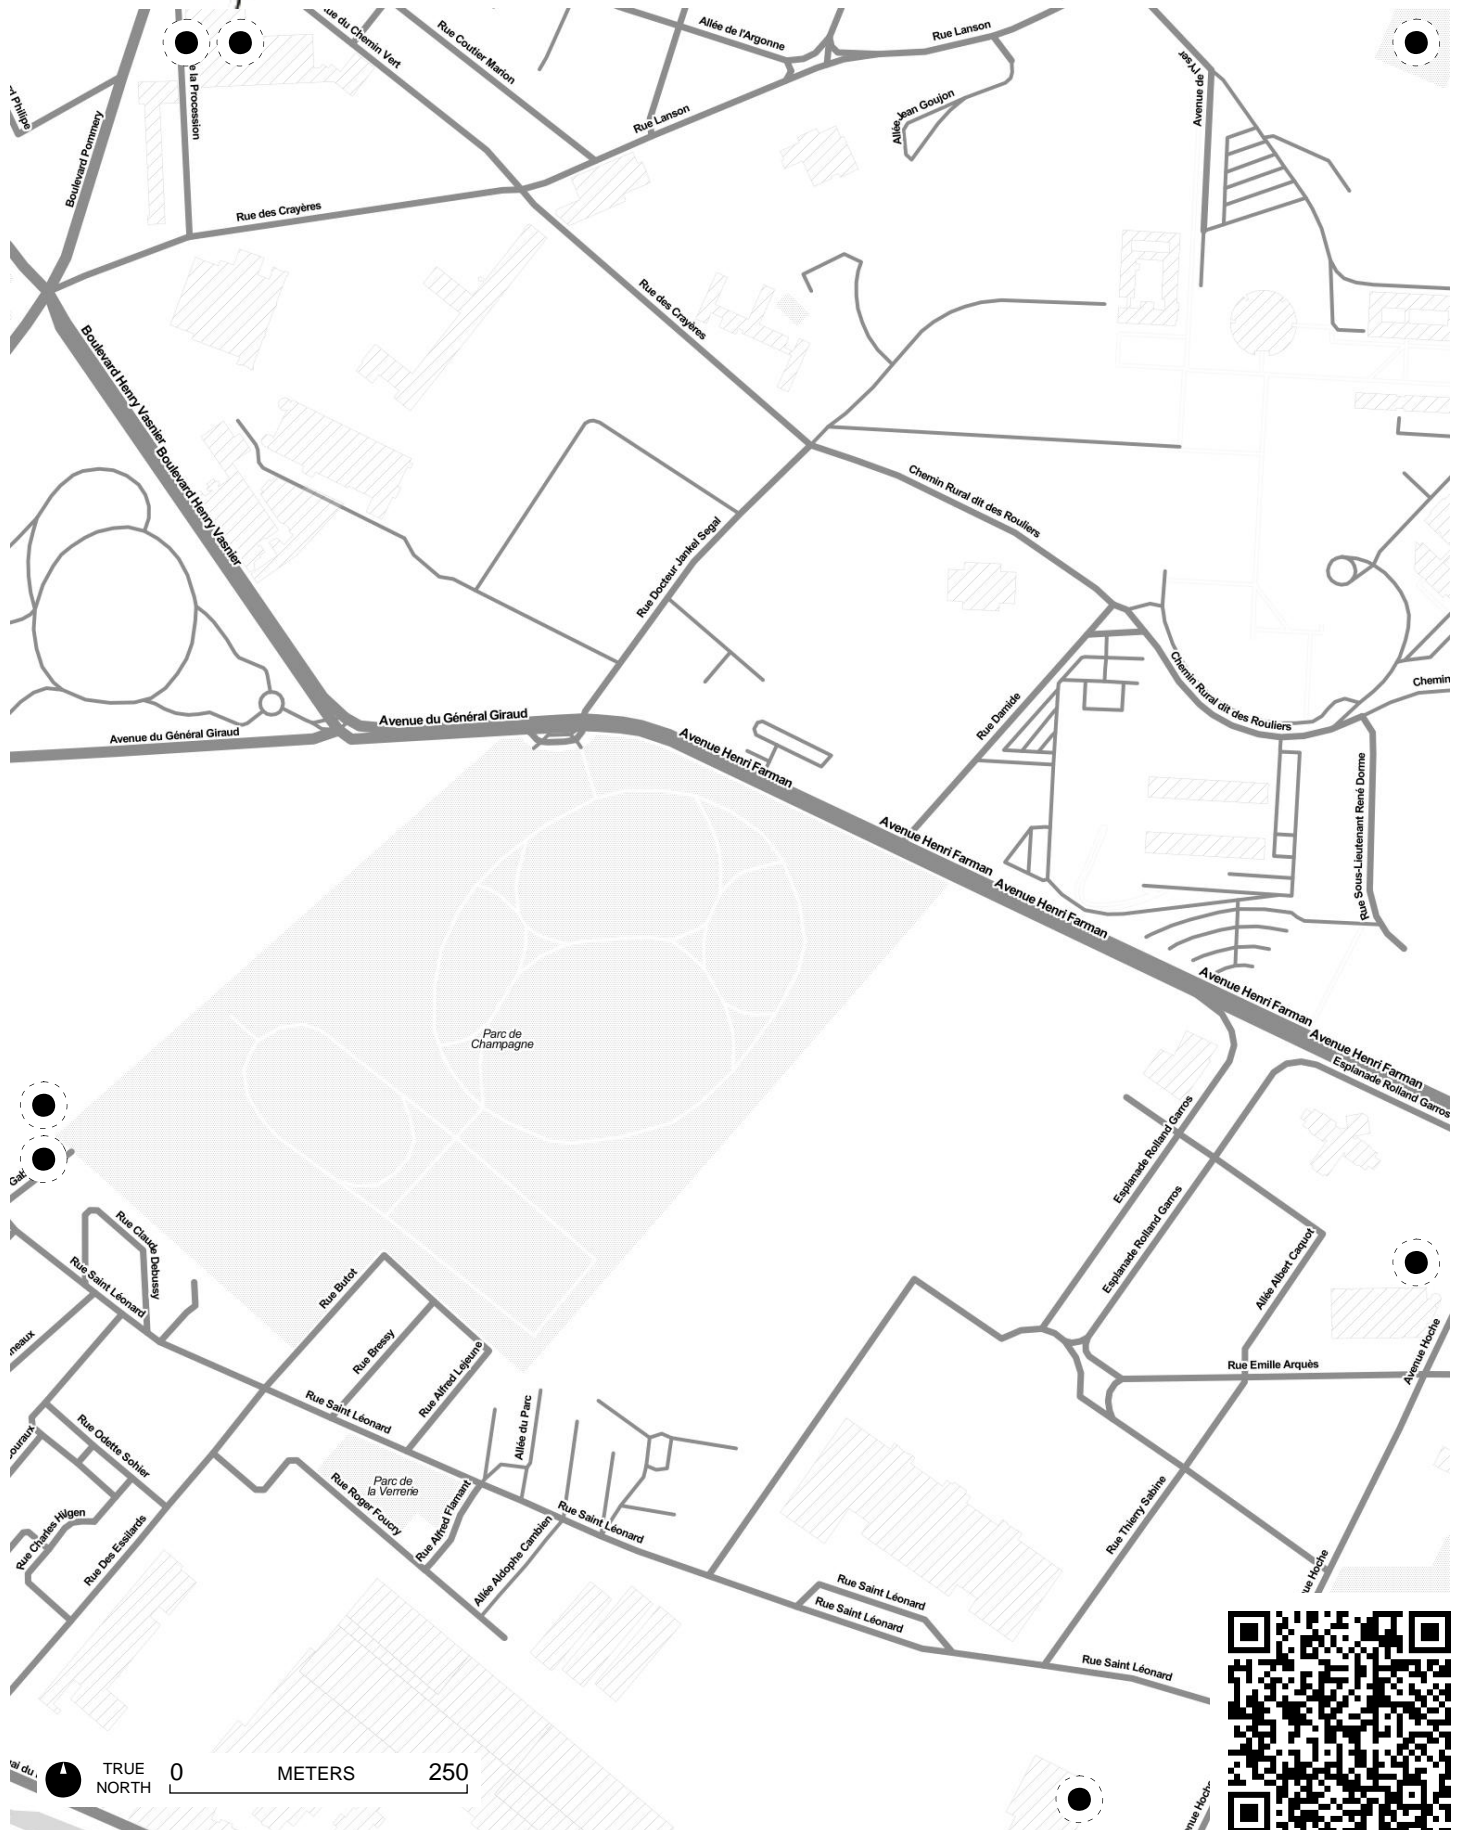 Rue du Chemin Vert
Rue Coutier Marion
Allée de l'Argonne
Rue Lanson
Avenue de l'Yser
Boulevard Pommery
Rue Lanson
Allée Jean Goujon
Rue des Crayères
Rue des Crayères
Boulevard Henry Vasnier
Boulevard Henry Vasnier
Chemin Rural dit des Rouliers
Rue Docteur Jankel Segal
Chemin Rural dit des Rouliers
Chemin
Rue Damide
Avenue du Général Giraud
Avenue du Général Giraud
Avenue Henri Farman
Rue Sous-Lieutenant René Dorme
Avenue Henri Farman
Avenue Henri Farman
Avenue Henri Farman
Avenue Henri Farman
Esplanade Rolland Garros
Parc de
Champagne
Esplanade Rolland Garros
Esplanade Rolland Garros
Allée Albert Caquot
Rue Claude Debussy
Rue Saint Léonard
Rue Butot
Rue Bressy
Rue Alfred Lejeune
Rue Emille Arquès
Avenue Hoche
Rue Saint Léonard
Allée du Parc
Rue Odette Sohier
Parc de
la Verrerie
Rue Roger Foucry
Rue Alfred Flamant
Allée Aldophe Cambien
Rue Saint Léonard
Rue Thierry Sabine
Rue Charles Hilgen
Rue Des Essilards
Rue Saint Léonard
Rue Saint Léonard
Rue Saint Léonard
TRUE
NORTH
0 METERS 250